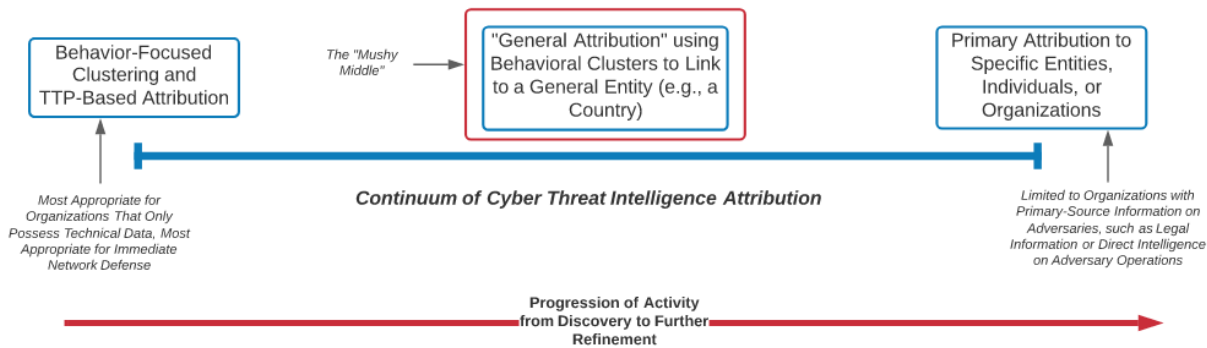 Behavior-Focused
Clustering and
TTP-Based Attribution
The "Mushy
Middle"
"General Attribution" using
Behavioral Clusters to Link
to a General Entity (e.g., a
Country)
Primary Attribution to
Specific Entities,
Individuals, or
Organizations
Most Appropriate for
Organizations That Only
Possess Technical Data, Most
Appropriate for Immediate
Network Defense
Continuum of Cyber Threat Intelligence Attribution
Limited to Organizations with
Primary-Source Information on
Adversaries, such as Legal
Information or Direct Intelligence
on Adversary Operations
Progression of Activity
from Discovery to Further
Refinement